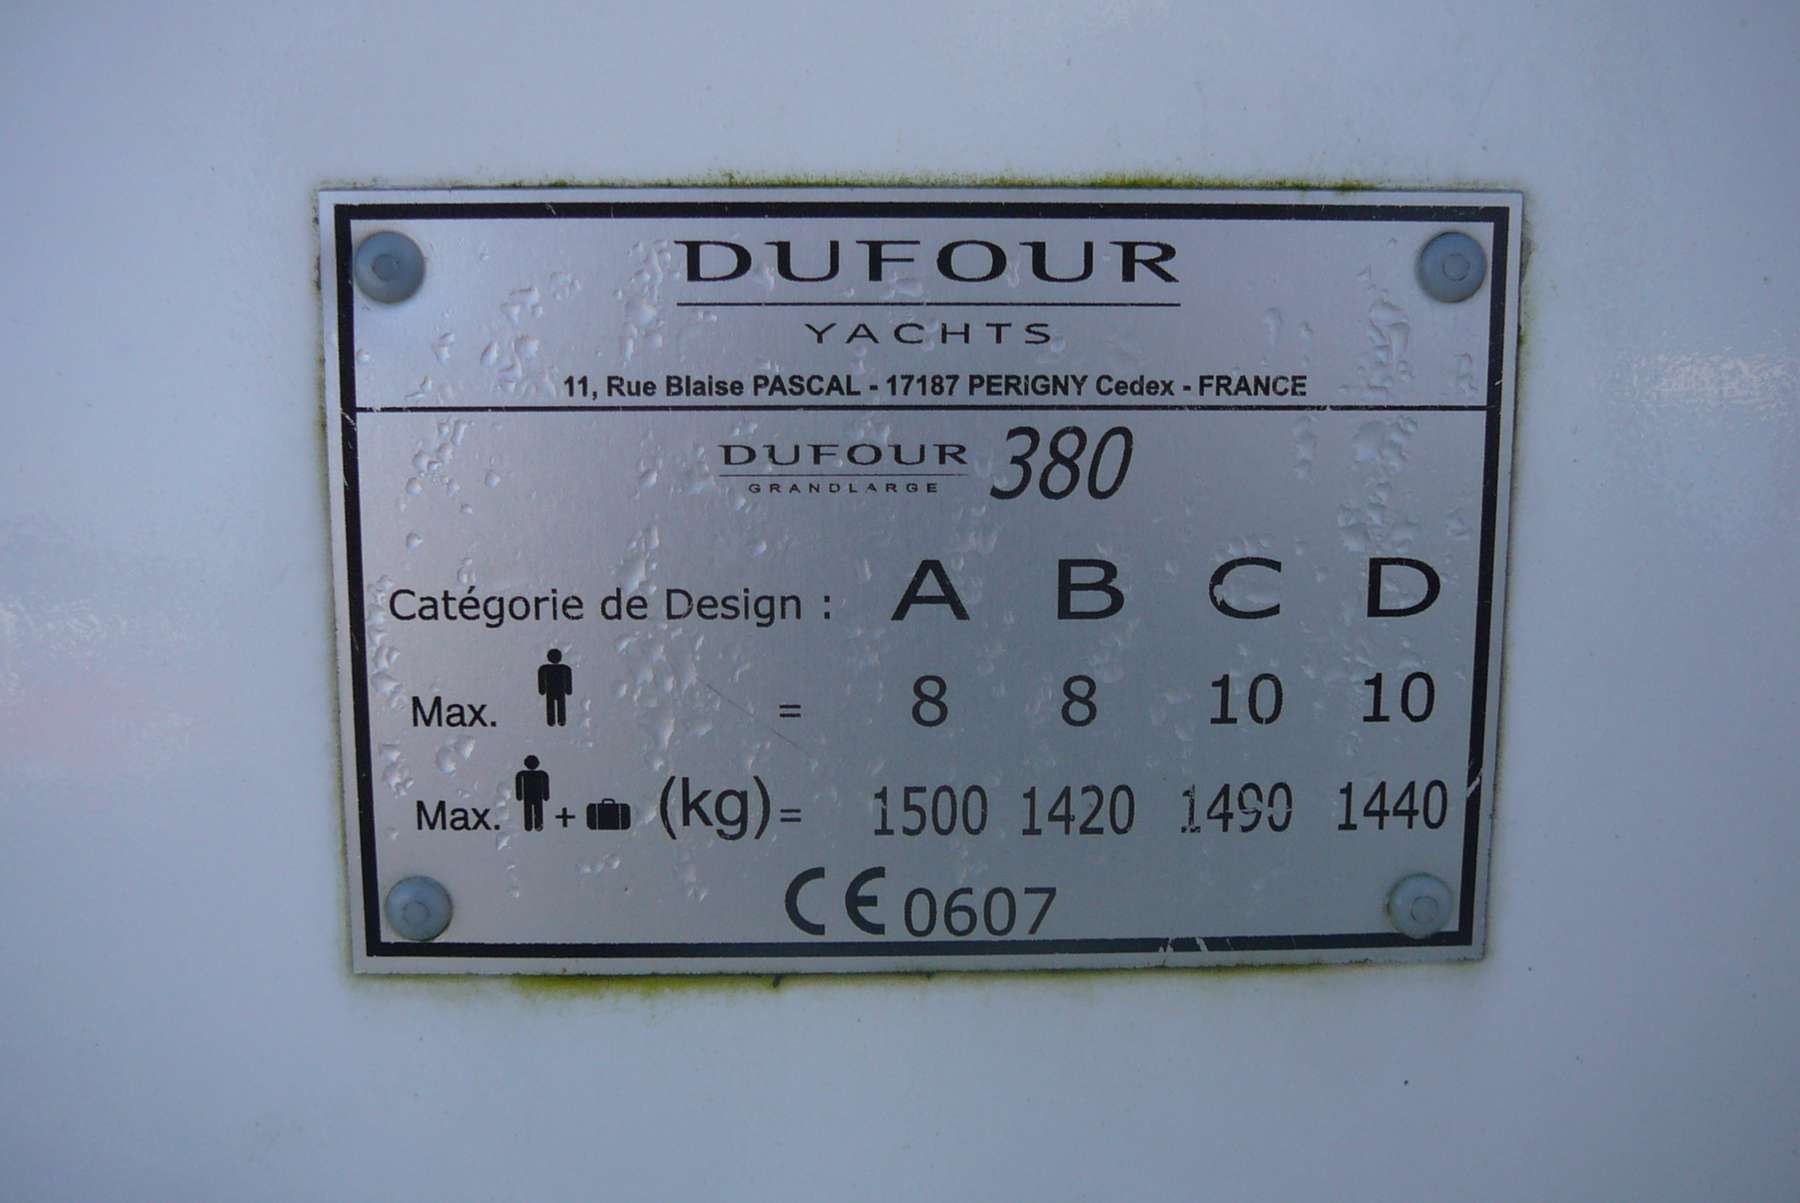 DUFOUR
YACHTS
11, Rue Blaise PASCAL - 17187 PERIGNY Cedex - FRANCE
DUFOUR 380
GRANDLARGE
Catégorie de Design : A B C D
Max. = 8 8 10 10
Max. + (kg) = 1500 1420 1490 1440
CE 0607